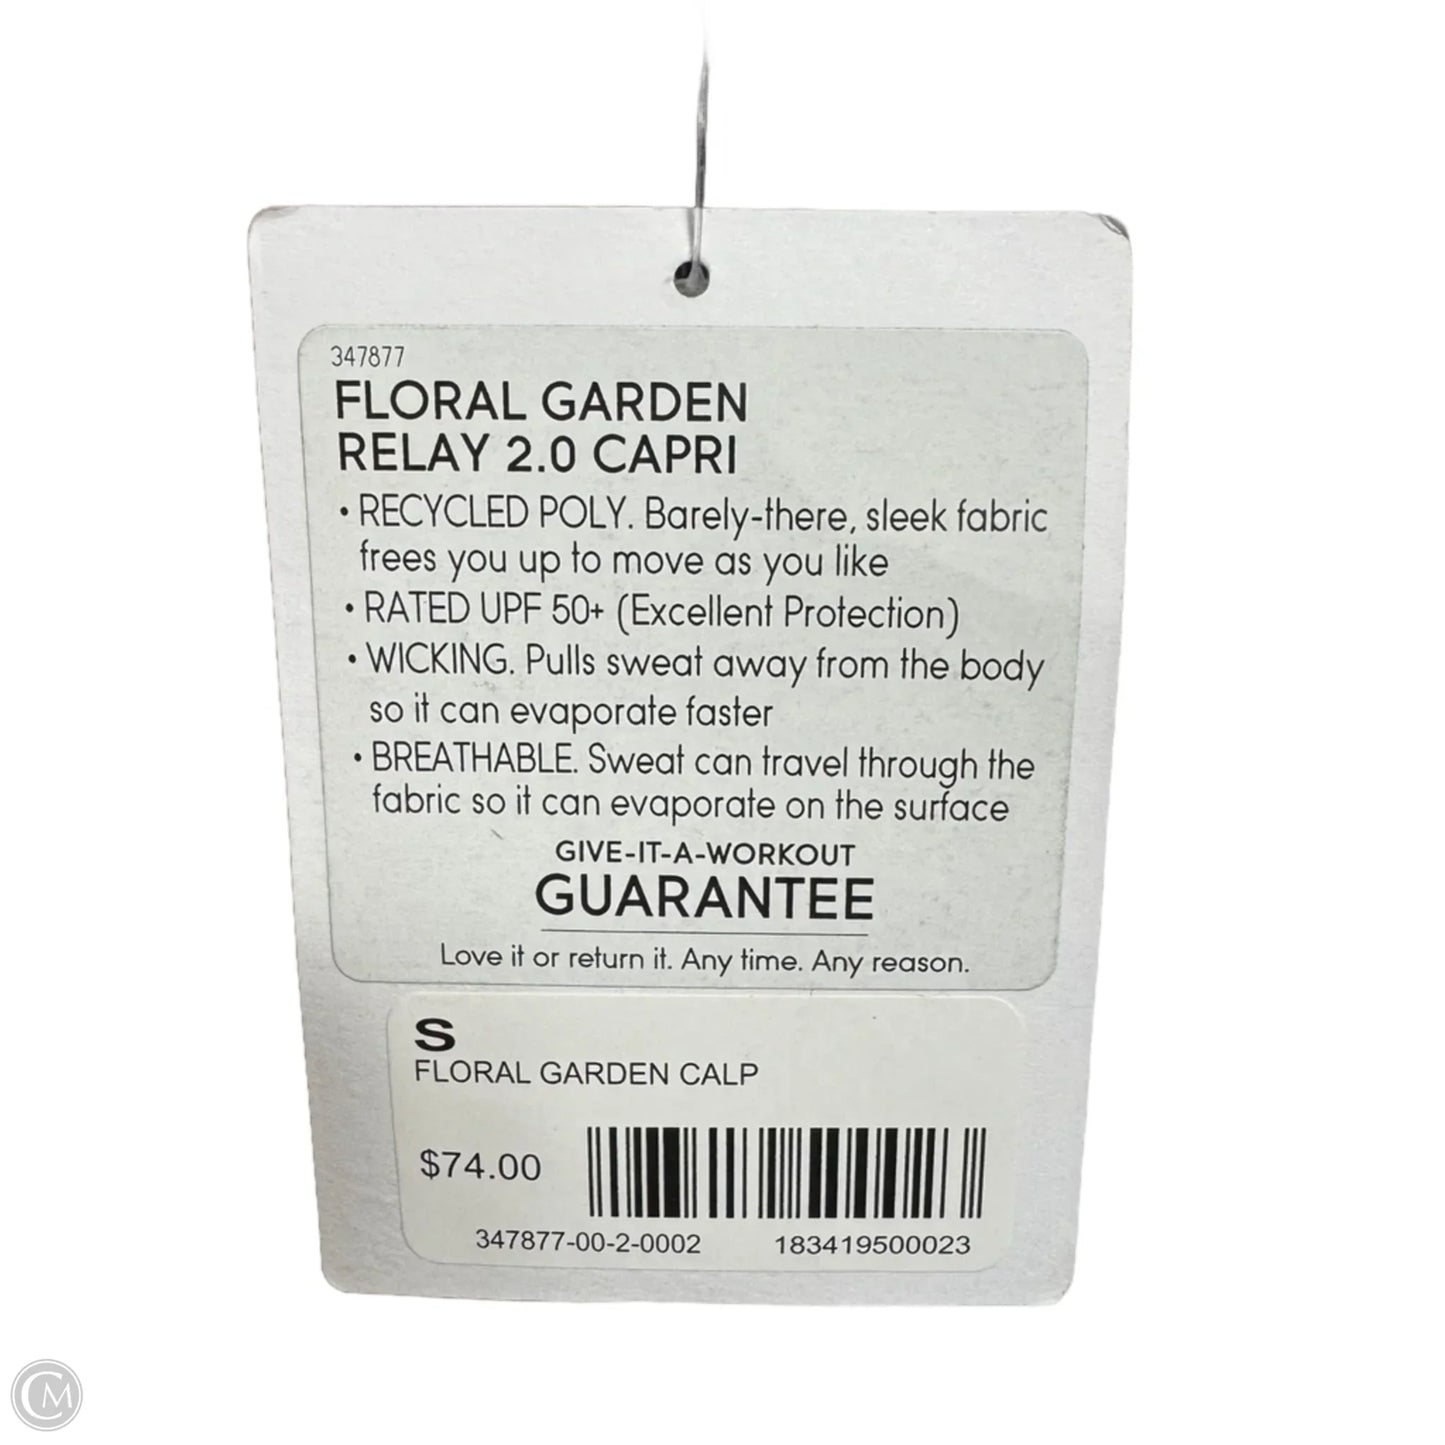 347877
FLORAL GARDEN
RELAY 2.0 CAPRI
• RECYCLED POLY. Barely-there, sleek fabric
frees you up to move as you like
• RATED UPF 50+ (Excellent Protection)
• WICKING. Pulls sweat away from the body
so it can evaporate faster
• BREATHABLE. Sweat can travel through the
fabric so it can evaporate on the surface
GIVE-IT-A-WORKOUT
GUARANTEE
Love it or return it. Any time. Any reason.
S
FLORAL GARDEN CALP
$74.00
347877-00-2-0002 183419500023
CM